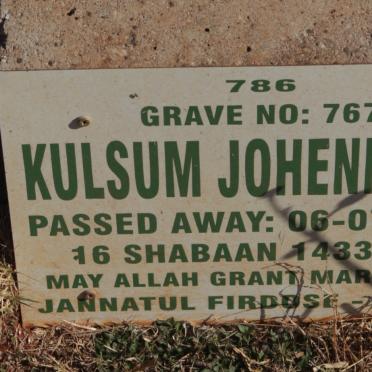 786
GRAVE NO: 767
KULSUM JOHEN
PASSED AWAY: 06-0
16 SHABAAN 1433
MAY ALLAH GRANT MAR
JANNATUL FIRDOSE -